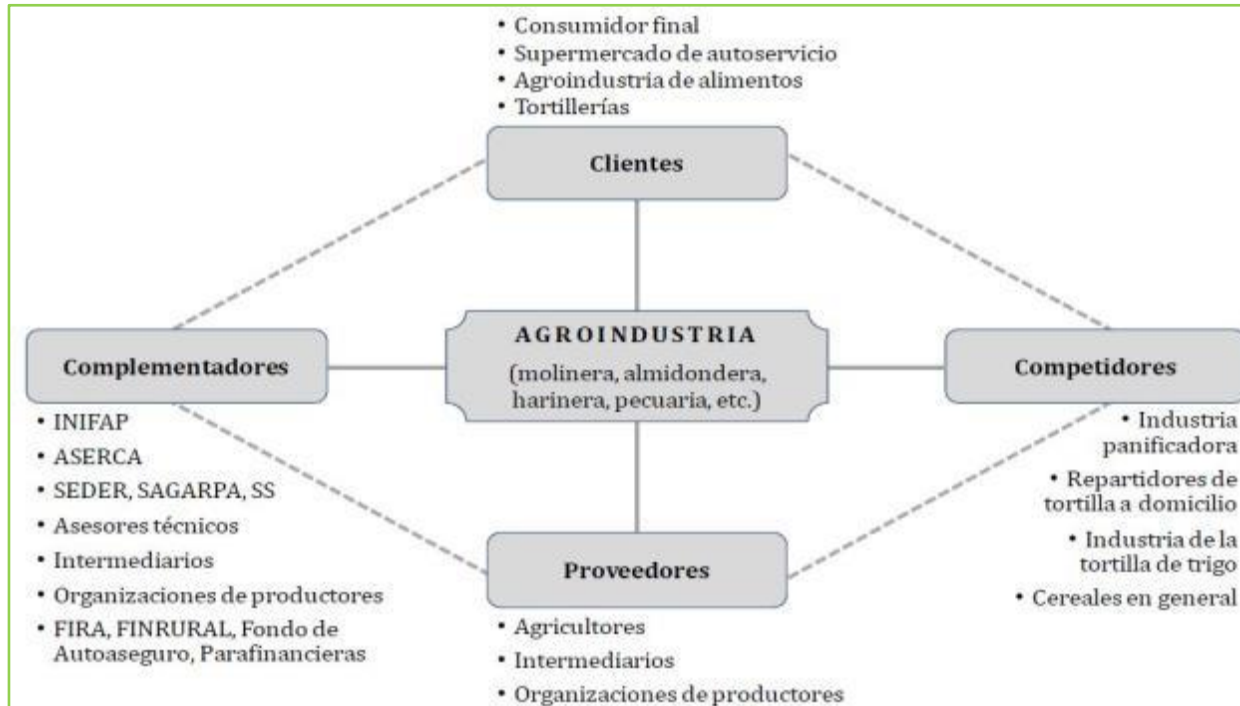 • Consumidor final
• Supermercado de autoservicio
• Agroindustria de alimentos
• Tortillerías
Clientes
AGROINDUSTRIA
(molinera, almidondera,
harinera, pecuaria, etc.)
Complementadores
• INIFAP
• ASERCA
• SEDER, SAGARPA, SS
• Asesores técnicos
• Intermediarios
• Organizaciones de productores
• FIRA, FINRURAL, Fondo de
Autoaseguro, Parafinancieras
Competidores
• Industria
panificadora
• Repartidores de
tortilla a domicilio
• Industria de la
tortilla de trigo
• Cereales en general
Proveedores
• Agricultores
• Intermediarios
• Organizaciones de productores